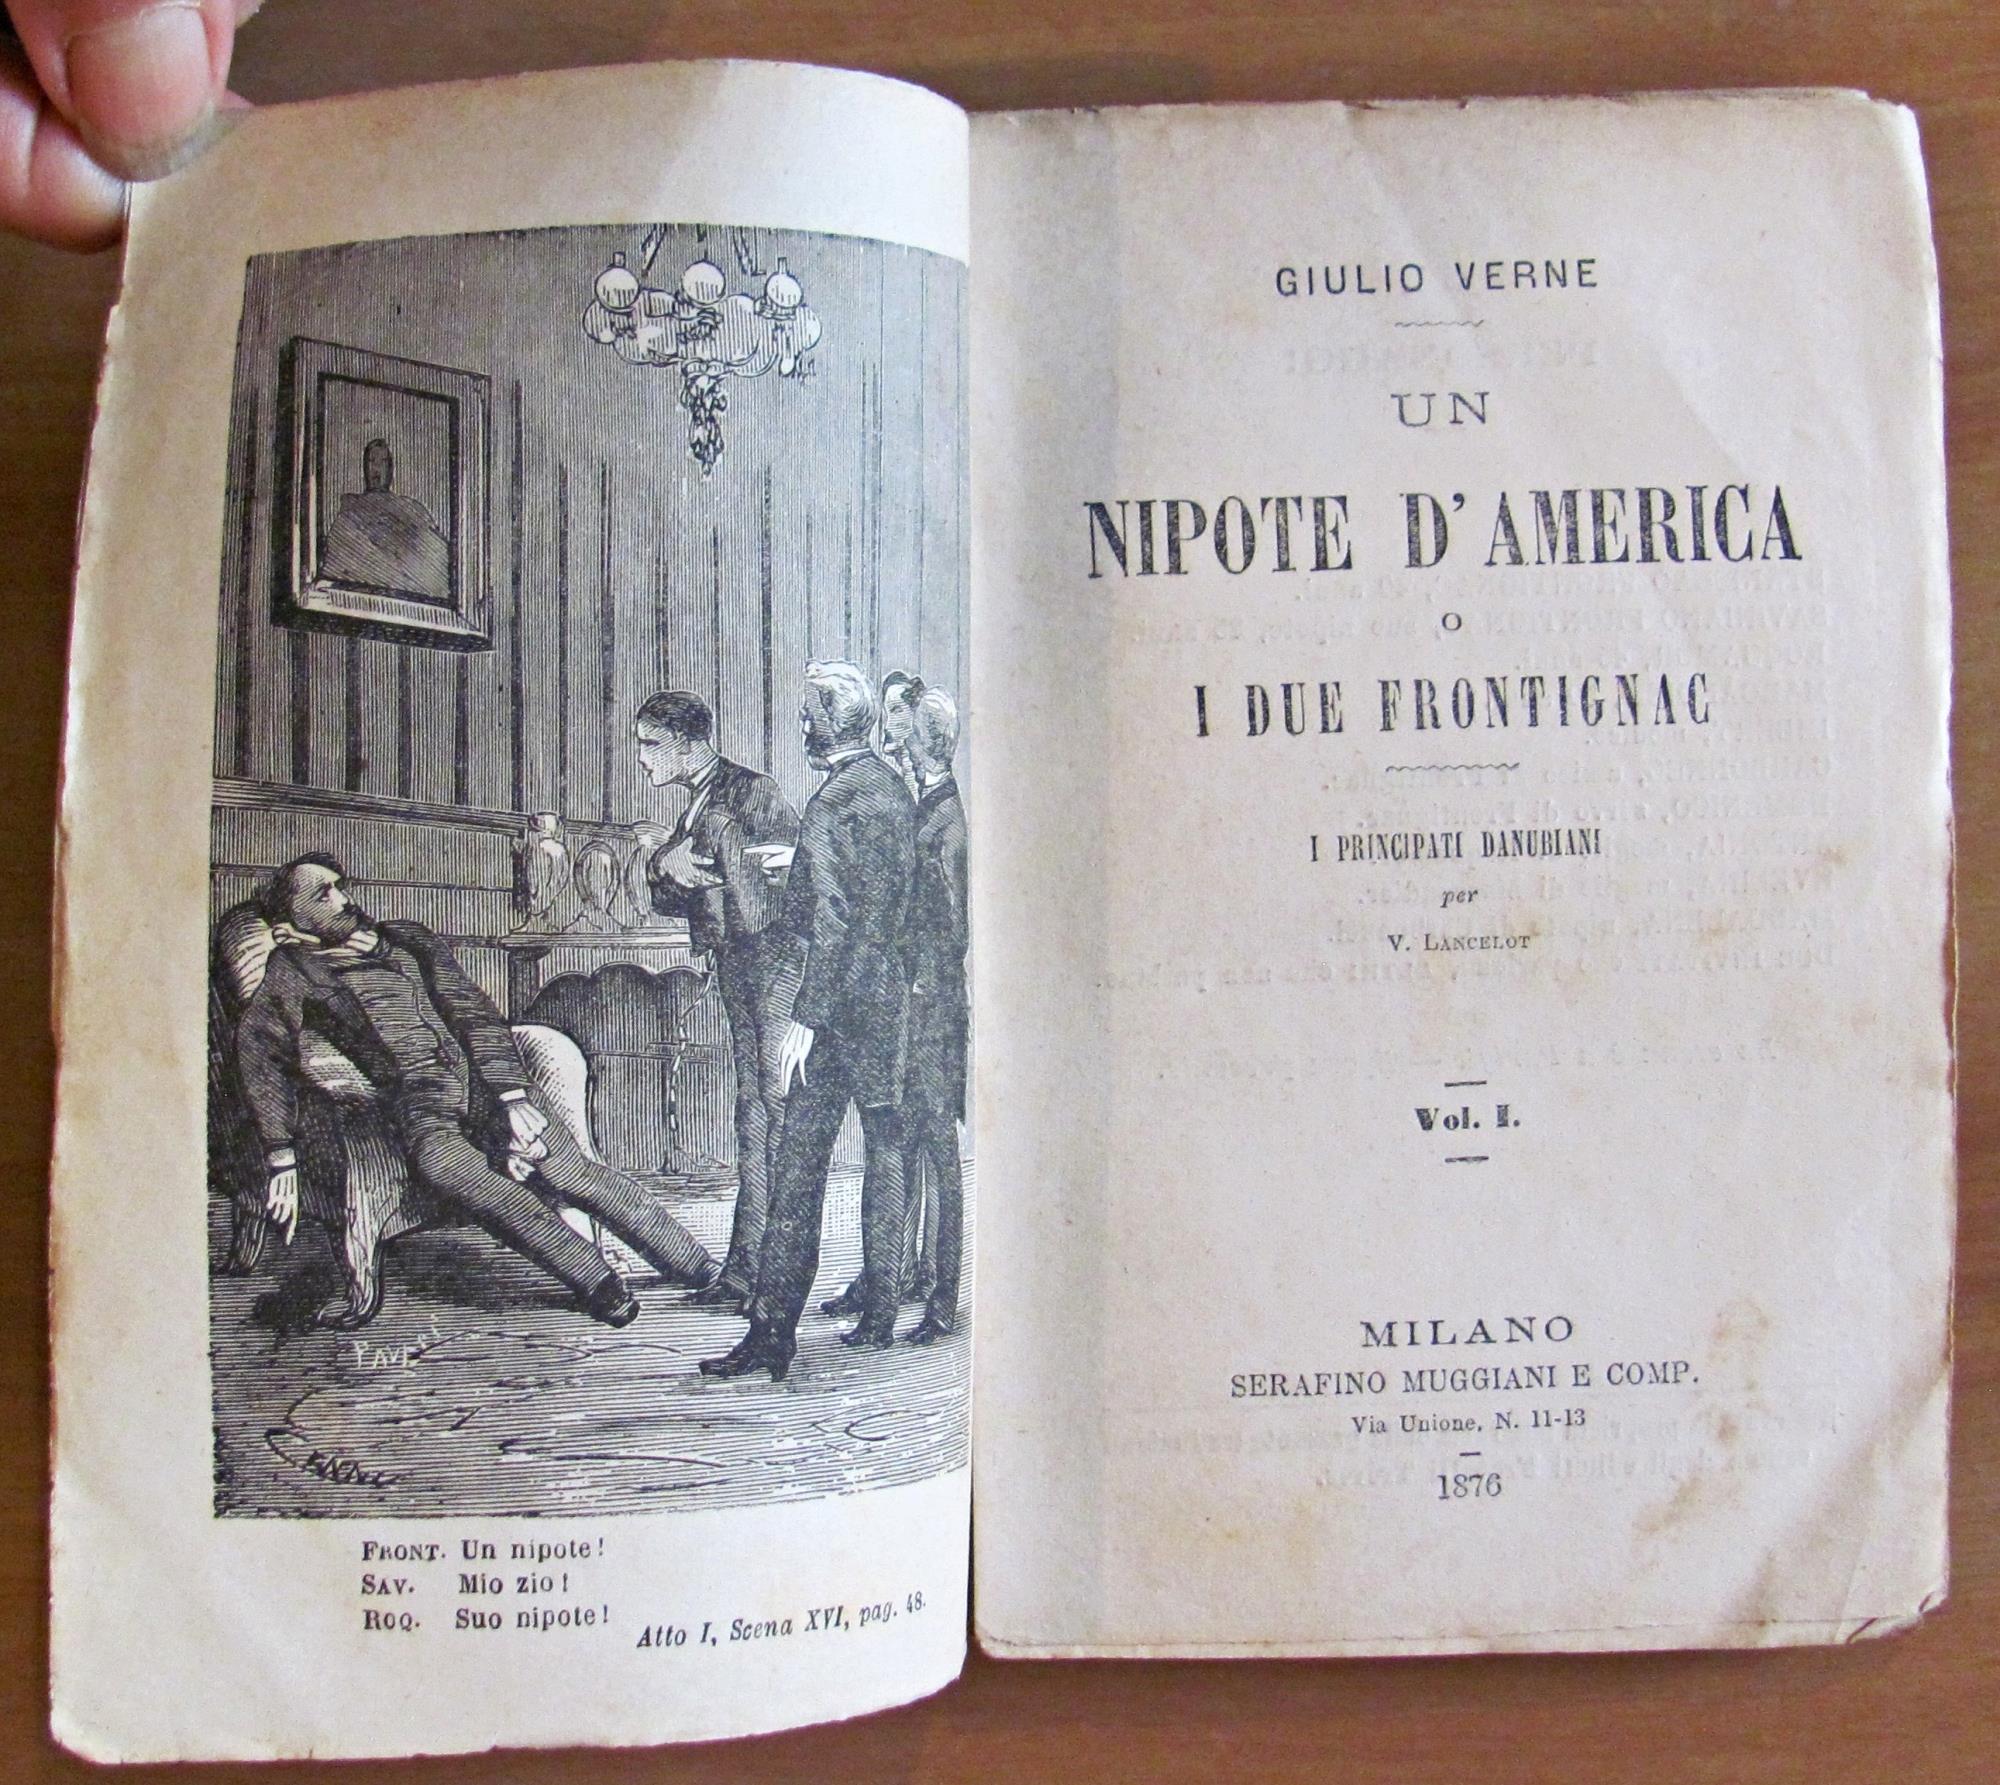 FRONT. Un nipote!
SAV. Mio zio!
ROQ. Suo nipote!
Atto I, Scena XVI, pag. 48.
GIULIO VERNE
UN
NIPOTE D'AMERICA
O
I DUE FRONTIGNAC
I PRINCIPATI DANUBIANI
per
V. LANCELOT
Vol. I.
MILANO
SERAFINO MUGGIANI E COMP.
Via Unione, N. 11-13
1876